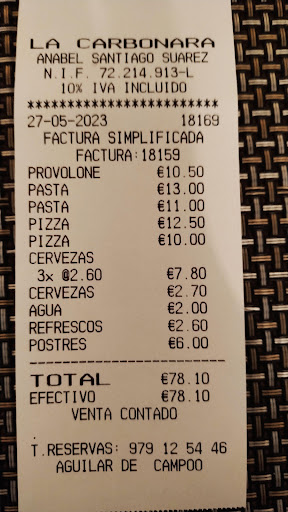 LA CARBONARA
ANABEL SANTIAGO SUAREZ
N.I.F. 72.214.913-L
10% IVA INCLUIDO
***************************
27-05-2023 18169
FACTURA SIMPLIFICADA
FACTURA:18159
PROVOLONE €10.50
PASTA €13.00
PASTA €11.00
PIZZA €12.50
PIZZA €10.00
CERVEZAS
3x @2.60 €7.80
CERVEZAS €2.70
AGUA €2.00
REFRESCOS €2.60
POSTRES €6.00
---------------------------
TOTAL €78.10
EFECTIVO €78.10
VENTA CONTADO
T.RESERVAS: 979 12 54 46
AGUILAR DE CAMPOO